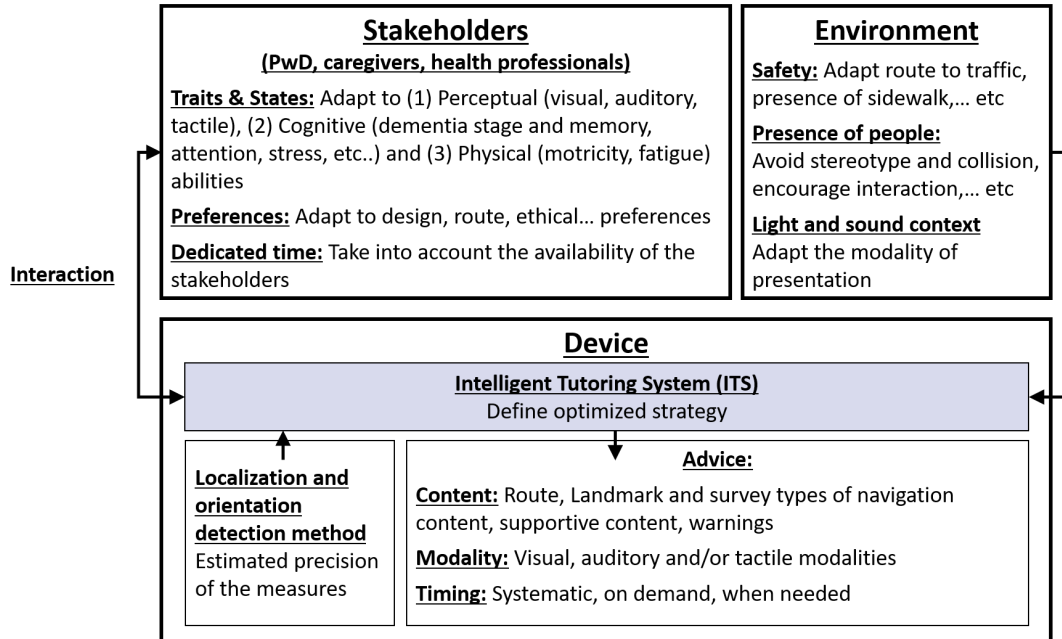 Stakeholders
(PwD, caregivers, health professionals)
Traits & States: Adapt to (1) Perceptual (visual, auditory,
tactile), (2) Cognitive (dementia stage and memory,
attention, stress, etc..) and (3) Physical (motricity, fatigue)
abilities
Preferences: Adapt to design, route, ethical... preferences
Dedicated time: Take into account the availability of the
stakeholders
Environment
Safety: Adapt route to traffic,
presence of sidewalk,... etc
Presence of people:
Avoid stereotype and collision,
encourage interaction,... etc
Light and sound context
Adapt the modality of
presentation
Interaction
Device
Intelligent Tutoring System (ITS)
Define optimized strategy
Localization and
orientation
detection method
Estimated precision
of the measures
Advice:
Content: Route, Landmark and survey types of navigation
content, supportive content, warnings
Modality: Visual, auditory and/or tactile modalities
Timing: Systematic, on demand, when needed